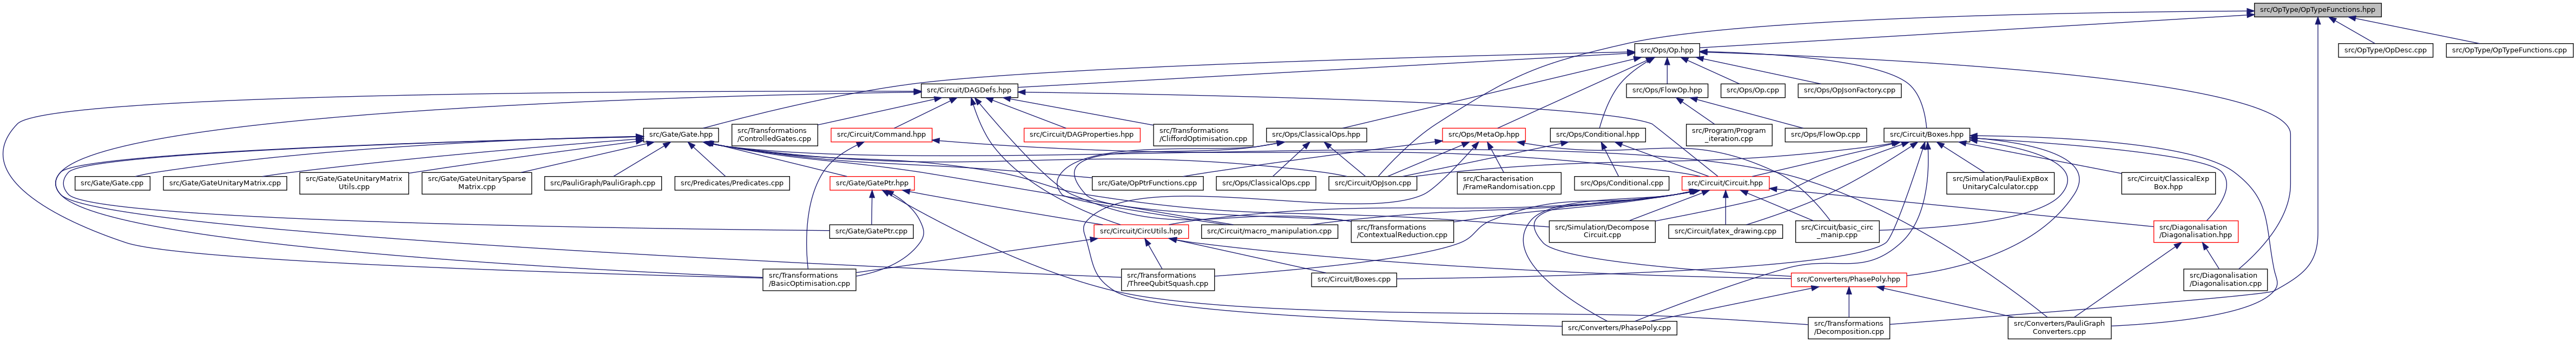 src/OpType/OpTypeFunctions.hpp
src/Ops/Op.hpp
src/OpType/OpDesc.cpp
src/OpType/OpTypeFunctions.cpp
src/Circuit/DAGDefs.hpp
src/Ops/FlowOp.hpp
src/Ops/Op.cpp
src/Ops/OpJsonFactory.cpp
src/Gate/Gate.hpp
src/Transformations
/ControlledGates.cpp
src/Circuit/Command.hpp
src/Circuit/DAGProperties.hpp
src/Transformations
/CliffordOptimisation.cpp
src/Ops/ClassicalOps.hpp
src/Ops/MetaOp.hpp
src/Ops/Conditional.hpp
src/Program/Program
_iteration.cpp
src/Ops/FlowOp.cpp
src/Circuit/Boxes.hpp
src/Gate/Gate.cpp
src/Gate/GateUnitaryMatrix.cpp
src/Gate/GateUnitaryMatrix
Utils.cpp
src/Gate/GateUnitarySparse
Matrix.cpp
src/PauliGraph/PauliGraph.cpp
src/Predicates/Predicates.cpp
src/Gate/GatePtr.hpp
src/Gate/OpPtrFunctions.cpp
src/Ops/ClassicalOps.cpp
src/Circuit/OpJson.cpp
src/Characterisation
/FrameRandomisation.cpp
src/Ops/Conditional.cpp
src/Circuit/Circuit.hpp
src/Simulation/PauliExpBox
UnitaryCalculator.cpp
src/Circuit/ClassicalExp
Box.hpp
src/Gate/GatePtr.cpp
src/Circuit/CircUtils.hpp
src/Circuit/macro_manipulation.cpp
src/Transformations
/ContextualReduction.cpp
src/Simulation/Decompose
Circuit.cpp
src/Circuit/latex_drawing.cpp
src/Circuit/basic_circ
_manip.cpp
src/Diagonalisation
/Diagonalisation.hpp
src/Transformations
/BasicOptimisation.cpp
src/Transformations
/ThreeQubitSquash.cpp
src/Circuit/Boxes.cpp
src/Converters/PhasePoly.hpp
src/Diagonalisation
/Diagonalisation.cpp
src/Converters/PhasePoly.cpp
src/Transformations
/Decomposition.cpp
src/Converters/PauliGraph
Converters.cpp